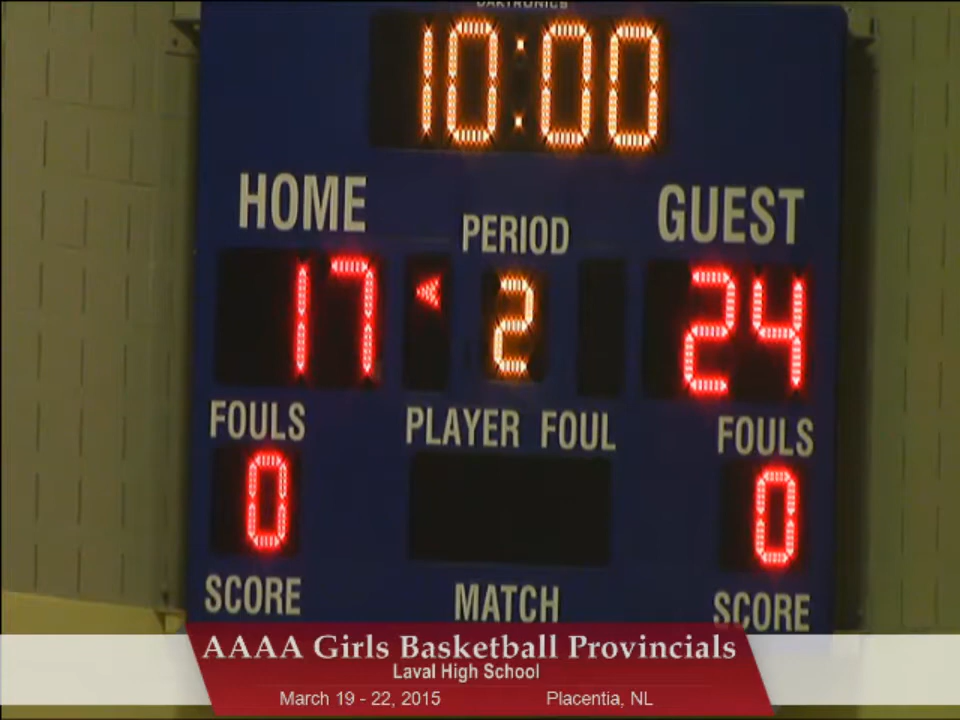 DAKTRONICS
10:00
HOME GUEST
PERIOD
17 2 24
FOULS PLAYER FOUL FOULS
0 0
SCORE MATCH SCORE
AAAA Girls Basketball Provincials
Laval High School
March 19 - 22, 2015 Placentia, NL